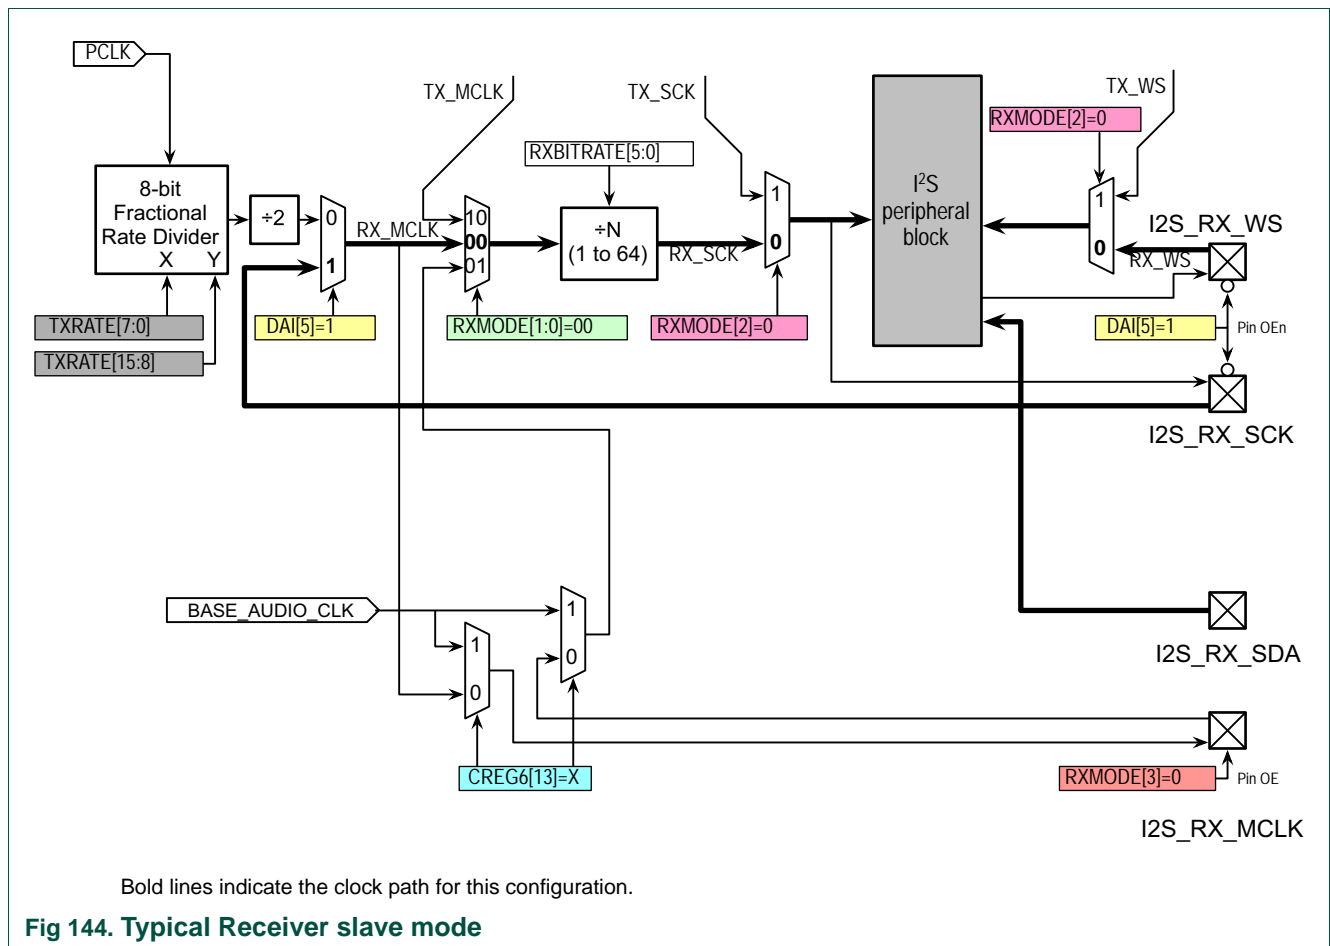 PCLK
TX_MCLK
TX_SCK
TX_WS
RXMODE[2]=0
RXBITRATE[5:0]
8-bit
Fractional
Rate Divider
X Y
÷2
0
1
RX_MCLK
10
00
01
÷N
(1 to 64)
RX_SCK
1
0
I2S
peripheral
block
1
0
I2S_RX_WS
RX_WS
TXRATE[7:0]
DAI[5]=1
RXMODE[1:0]=00
RXMODE[2]=0
DAI[5]=1
Pin OEn
TXRATE[15:8]
I2S_RX_SCK
BASE_AUDIO_CLK
1
0
1
0
I2S_RX_SDA
CREG6[13]=X
RXMODE[3]=0
Pin OE
I2S_RX_MCLK
Bold lines indicate the clock path for this configuration.
Fig 144. Typical Receiver slave mode